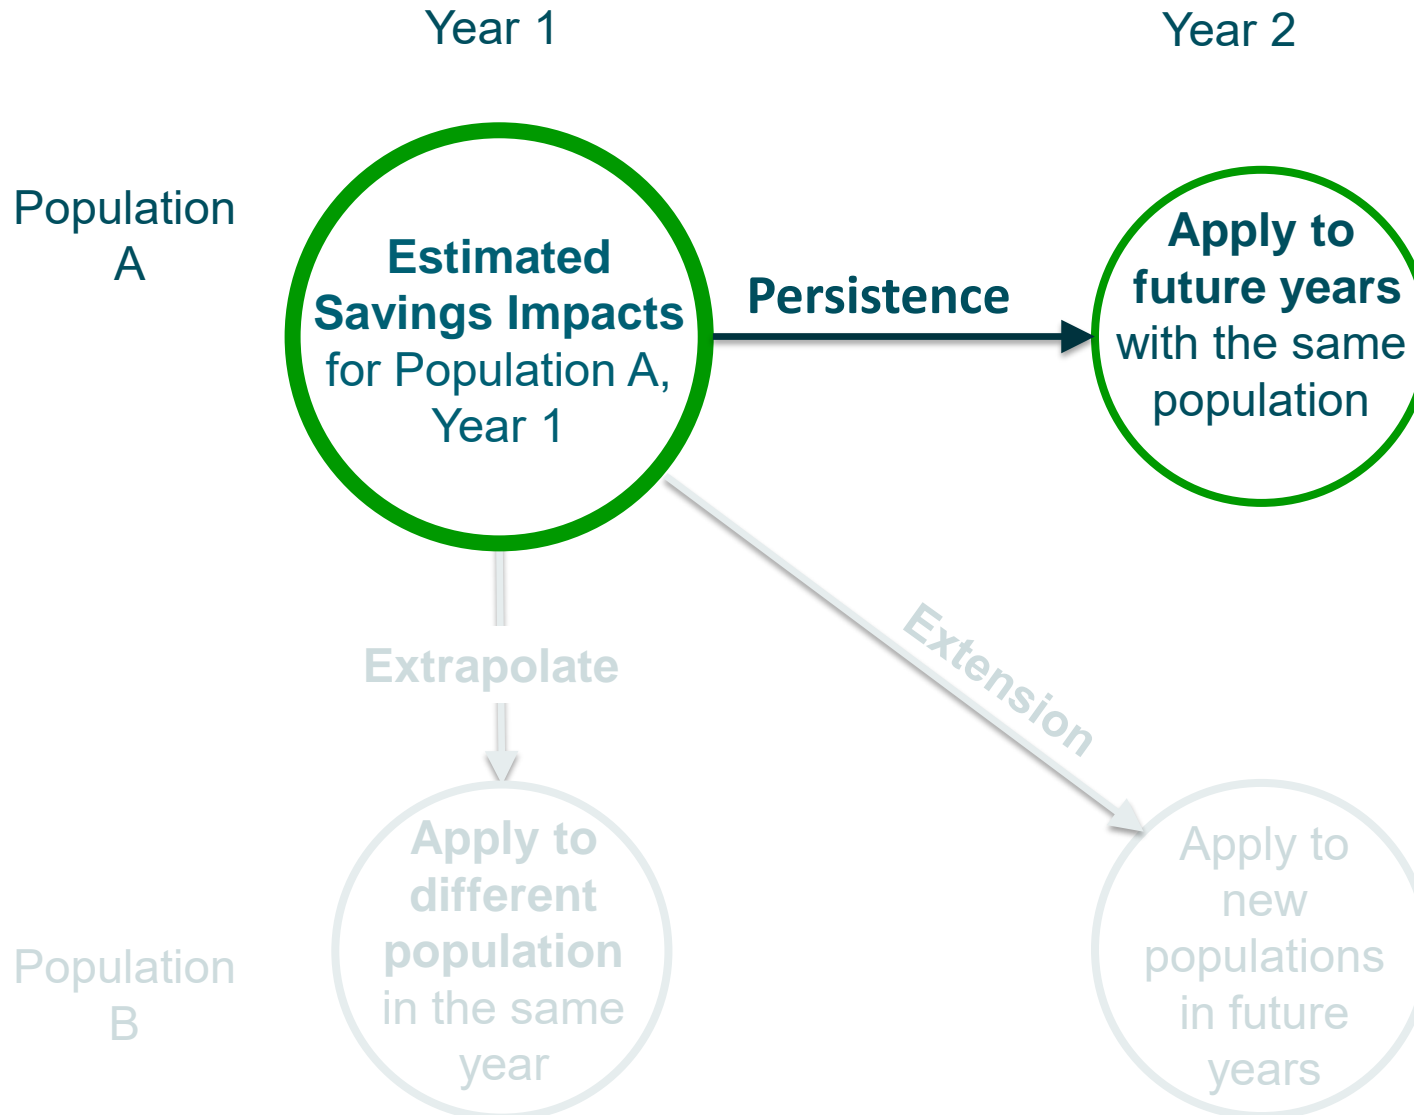 Year 1
Year 2
Population
A
Estimated
Savings Impacts
for Population A,
Year 1
Persistence
Apply to
future years
with the same
population
Extrapolate
Extension
Population
B
Apply to
different
population
in the same
year
Apply to
new
populations
in future
years